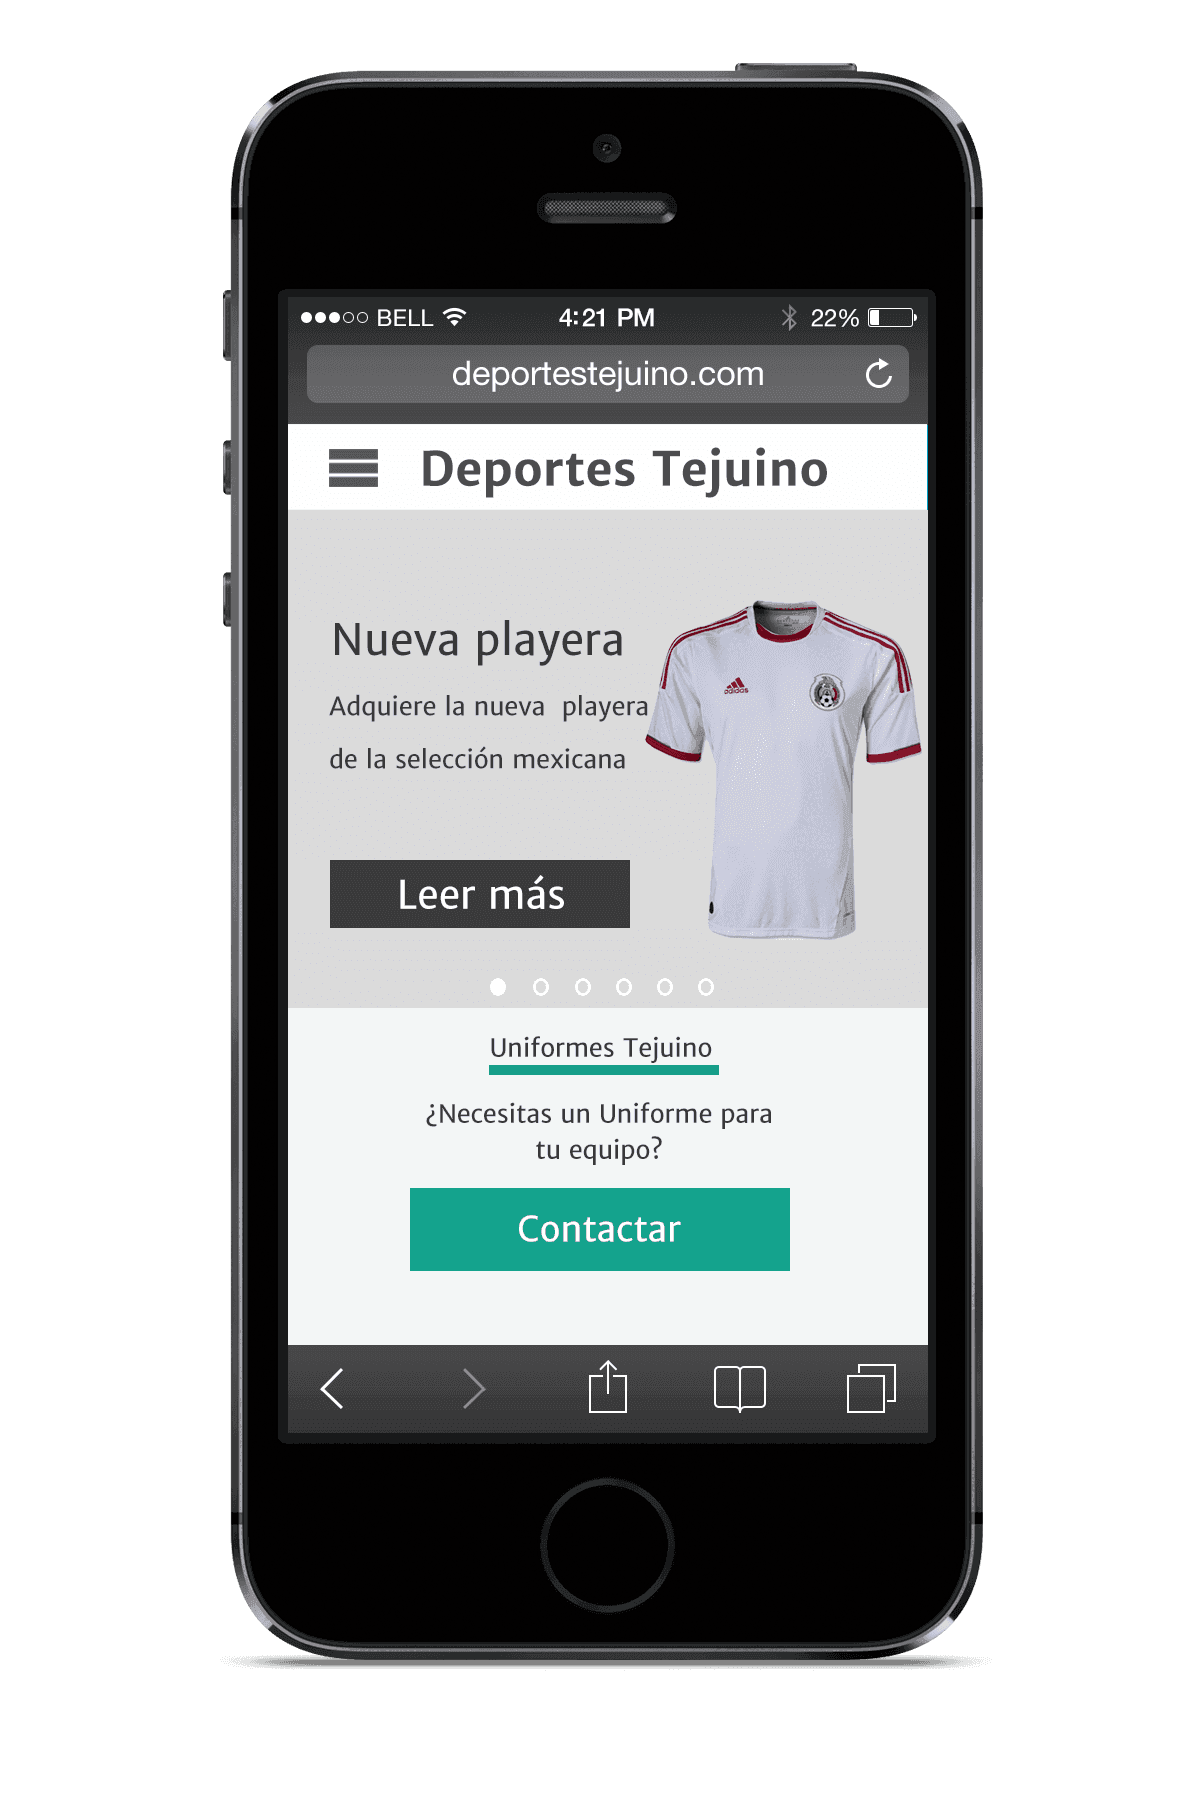 BELL 4:21 PM 22%
deportestejuino.com
Deportes Tejuino
Nueva playera
Adquiere la nueva playera
de la selección mexicana
adidas
Leer más
Uniformes Tejuino
¿Necesitas un Uniforme para
tu equipo?
Contactar